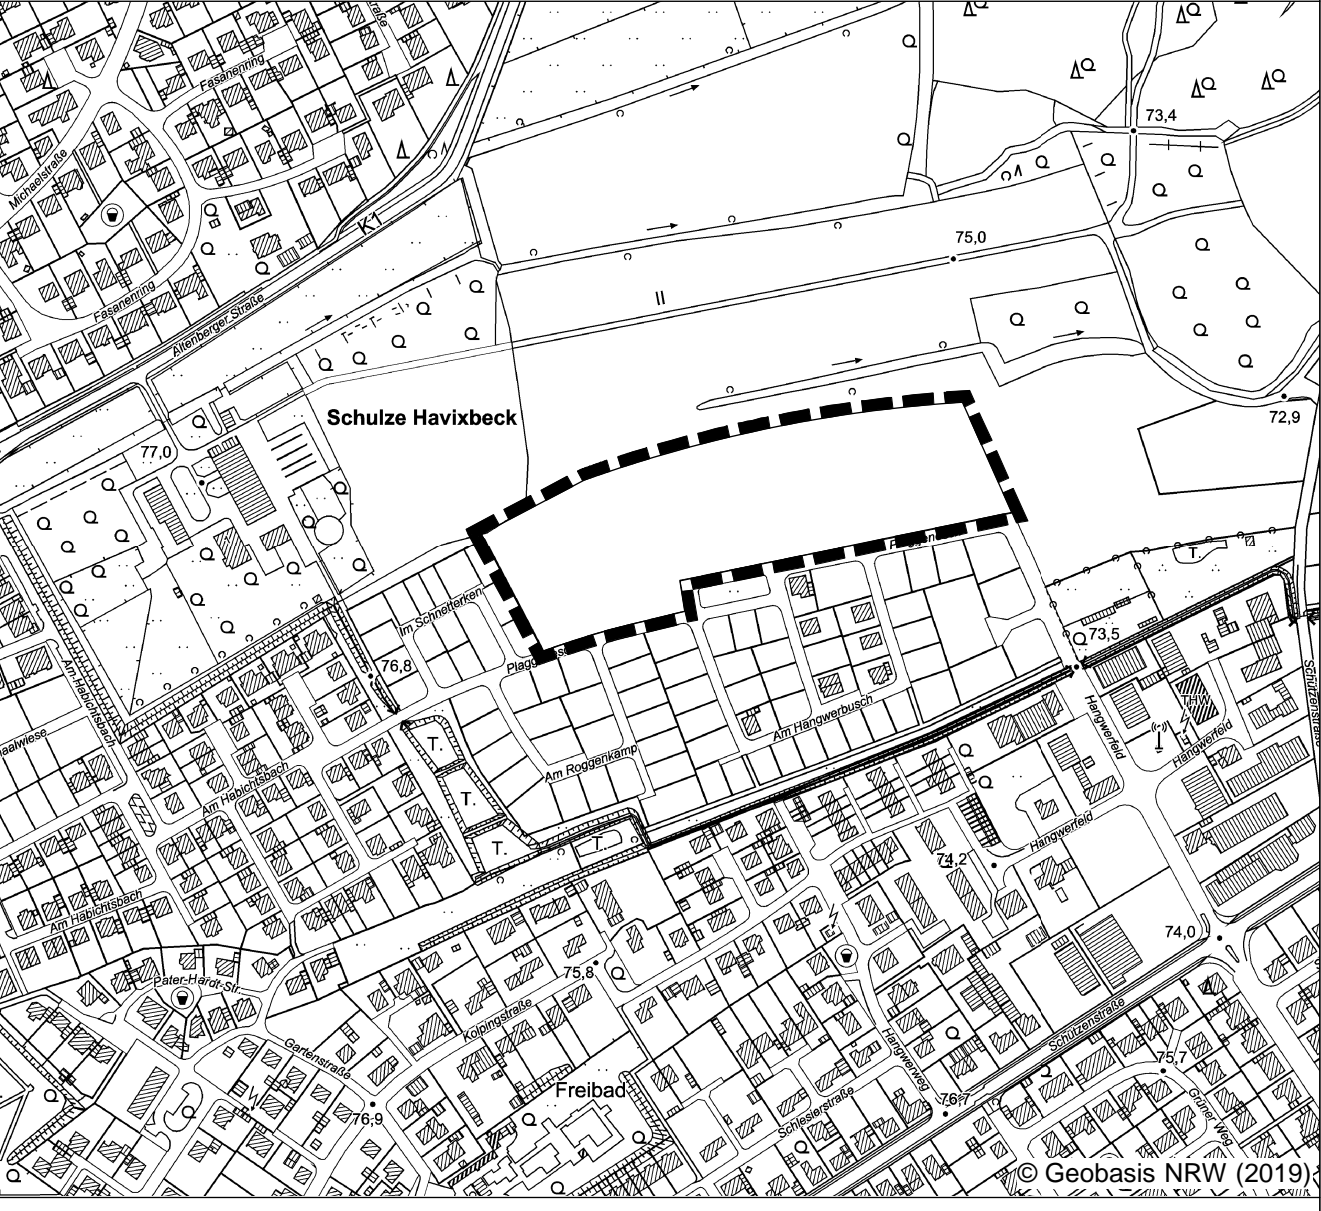 Fasanenring
73,4
Michaelstraße
K1
75,0
II
Fasanenring
Altenberger Straße
Schulze Havixbeck
72,9
77,0
T.
Im Schnetterken
73,5
76,8
Am Habichtsbach
THW
Hangwerfeld
Hangwerfeld
Schützenstraße
Am Hangwerbusch
T.
Am Roggenkamp
Am Habichtsbach
T.
T.
T.
Hangwerfeld
74,2
Am Habichtsbach
74,0
75,8
Pater-Hardt-Str.
Kolpingstraße
Schützenstraße
Gartenstraße
Hangwerweg
75,7
Freibad
76,9
76,7
Schlesierstraße
Grüner Weg
© Geobasis NRW (2019)